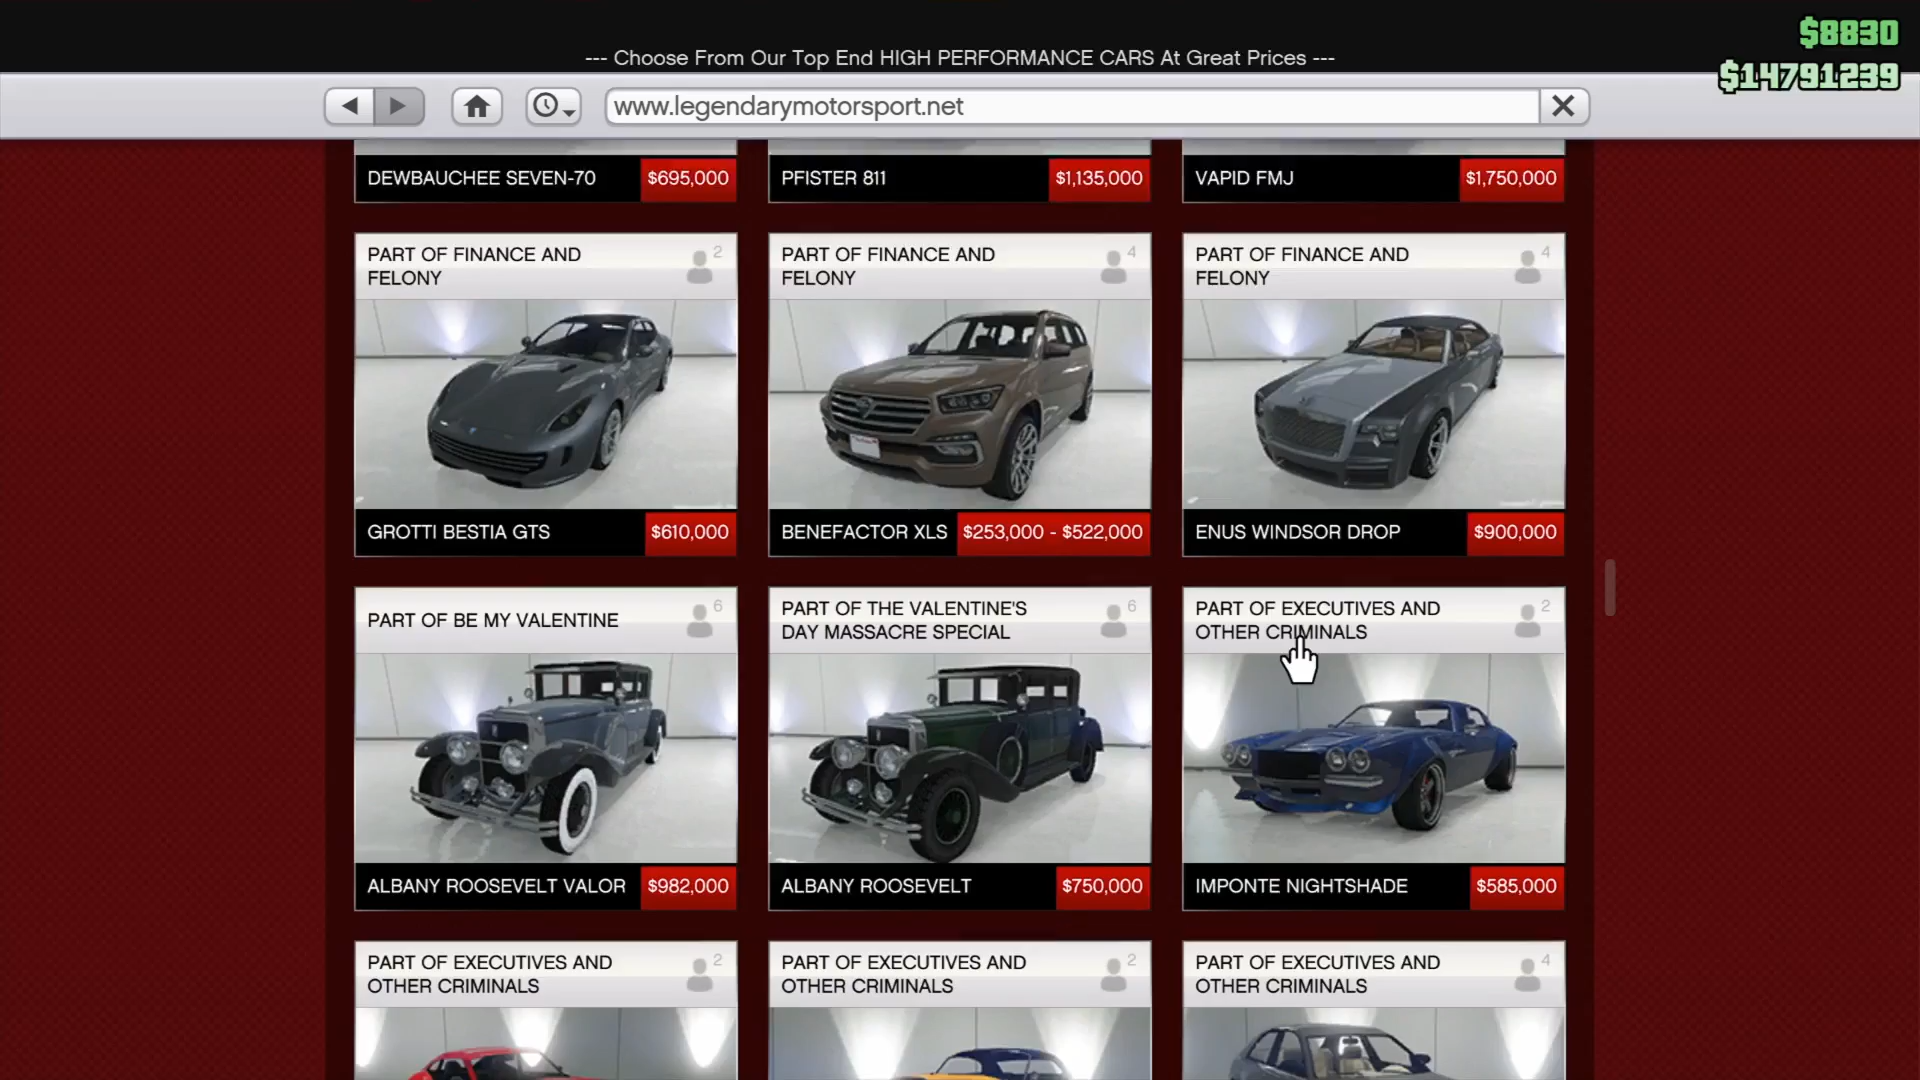 $8830
--- Choose From Our Top End HIGH PERFORMANCE CARS At Great Prices ---
$14791239
www.legendarymotorsport.net
DEWBAUCHEE SEVEN-70 $695,000
PFISTER 811 $1,135,000
VAPID FMJ $1,750,000
PART OF FINANCE AND
FELONY
2
PART OF FINANCE AND
FELONY
4
PART OF FINANCE AND
FELONY
4
GROTTI BESTIA GTS $610,000
BENEFACTOR XLS $253,000 - $522,000
ENUS WINDSOR DROP $900,000
PART OF BE MY VALENTINE
6
PART OF THE VALENTINE'S
DAY MASSACRE SPECIAL
6
PART OF EXECUTIVES AND
OTHER CRIMINALS
2
ALBANY ROOSEVELT VALOR $982,000
ALBANY ROOSEVELT $750,000
IMPONTE NIGHTSHADE $585,000
PART OF EXECUTIVES AND
OTHER CRIMINALS
2
PART OF EXECUTIVES AND
OTHER CRIMINALS
2
PART OF EXECUTIVES AND
OTHER CRIMINALS
4